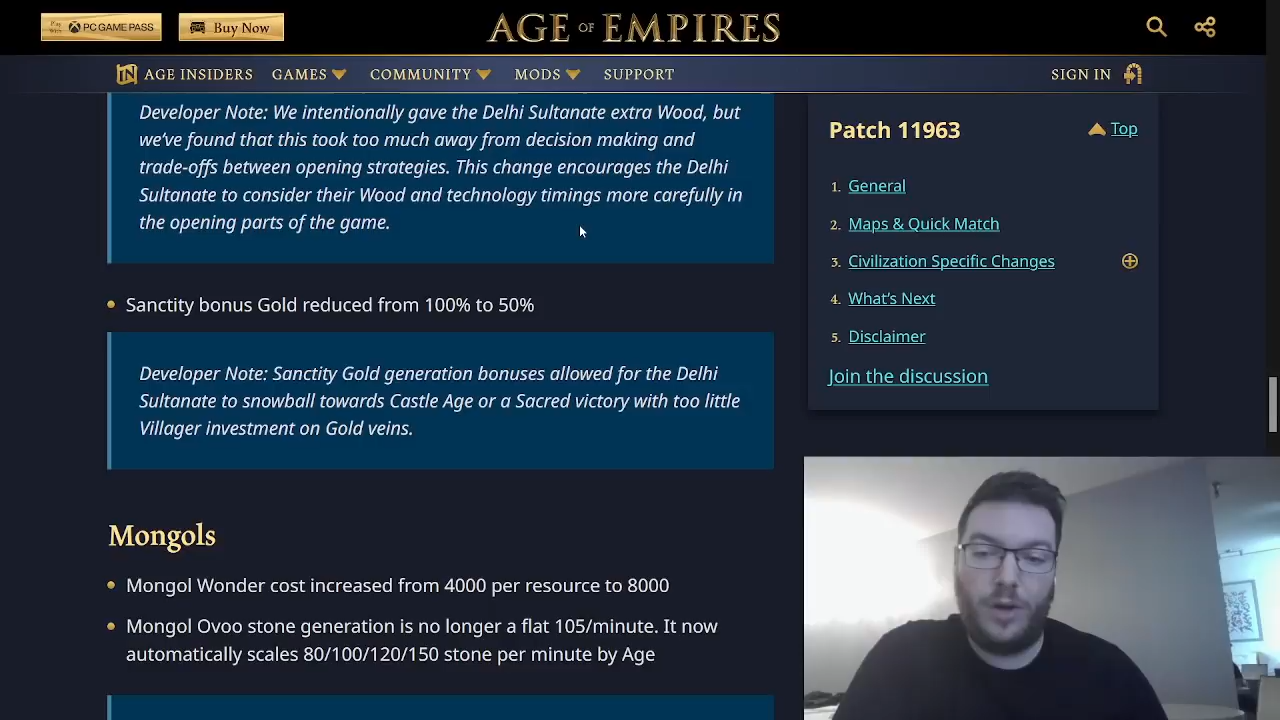 Play With PC GAME PASS
Buy Now
AGE OF EMPIRES
AGE INSIDERS
GAMES
COMMUNITY
MODS
SUPPORT
SIGN IN
Developer Note: We intentionally gave the Delhi Sultanate extra Wood, but
we’ve found that this took too much away from decision making and
trade-offs between opening strategies. This change encourages the Delhi
Sultanate to consider their Wood and technology timings more carefully in
the opening parts of the game.
Sanctity bonus Gold reduced from 100% to 50%
Developer Note: Sanctity Gold generation bonuses allowed for the Delhi
Sultanate to snowball towards Castle Age or a Sacred victory with too little
Villager investment on Gold veins.
Mongols
Mongol Wonder cost increased from 4000 per resource to 8000
Mongol Ovoo stone generation is no longer a flat 105/minute. It now
automatically scales 80/100/120/150 stone per minute by Age
Patch 11963
Top
1. General
2. Maps & Quick Match
3. Civilization Specific Changes
4. What’s Next
5. Disclaimer
Join the discussion